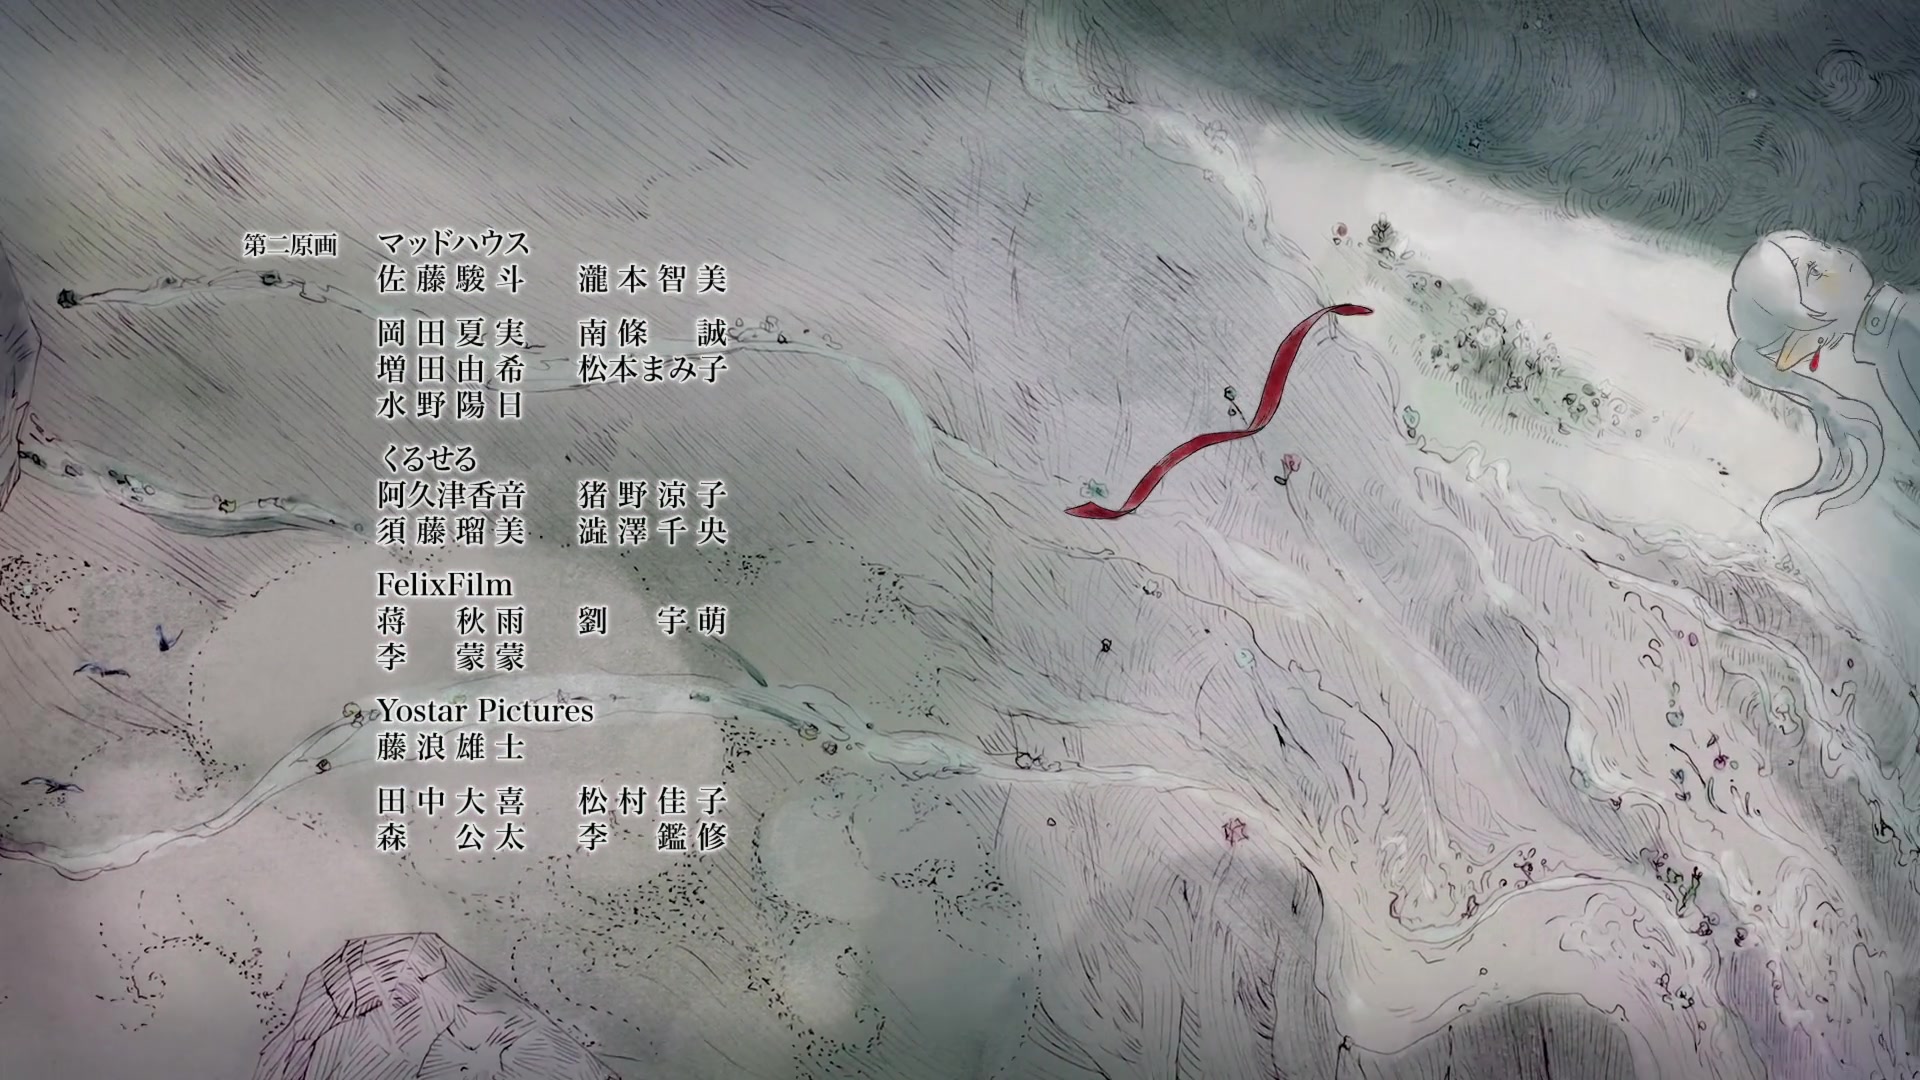 第二原画 マッドハウス
佐藤駿斗 瀧本智美
岡田夏実 南條誠
増田由希 松本まみ子
水野陽日
くるせる
阿久津香音 猪野涼子
須藤瑠美 澁澤千央
FelixFilm
蒋秋雨 劉宇萌
李蒙蒙
Yostar Pictures
藤浪雄士
田中大喜 松村佳子
森公太 李鑑修